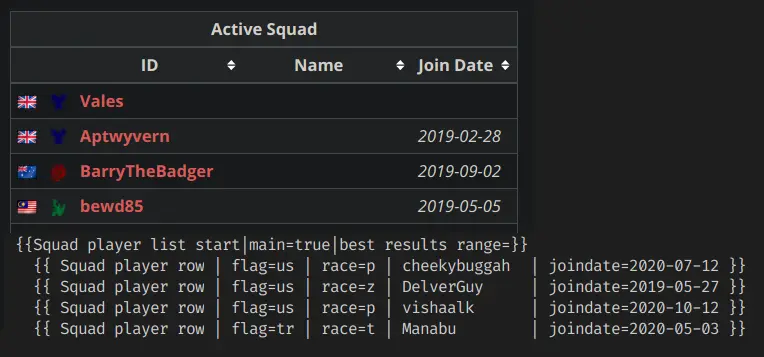 Active Squad
ID Name Join Date
Vales
Aptwyvern 2019-02-28
BarryTheBadger 2019-09-02
bewd85 2019-05-05
{{Squad player list start|main=true|best results range=}}
{{ Squad player row | flag=us | race=p | cheekybuggah | joindate=2020-07-12 }}
{{ Squad player row | flag=us | race=z | DelverGuy | joindate=2019-05-27 }}
{{ Squad player row | flag=us | race=p | vishaalk | joindate=2020-10-12 }}
{{ Squad player row | flag=tr | race=t | Manabu | joindate=2020-05-03 }}